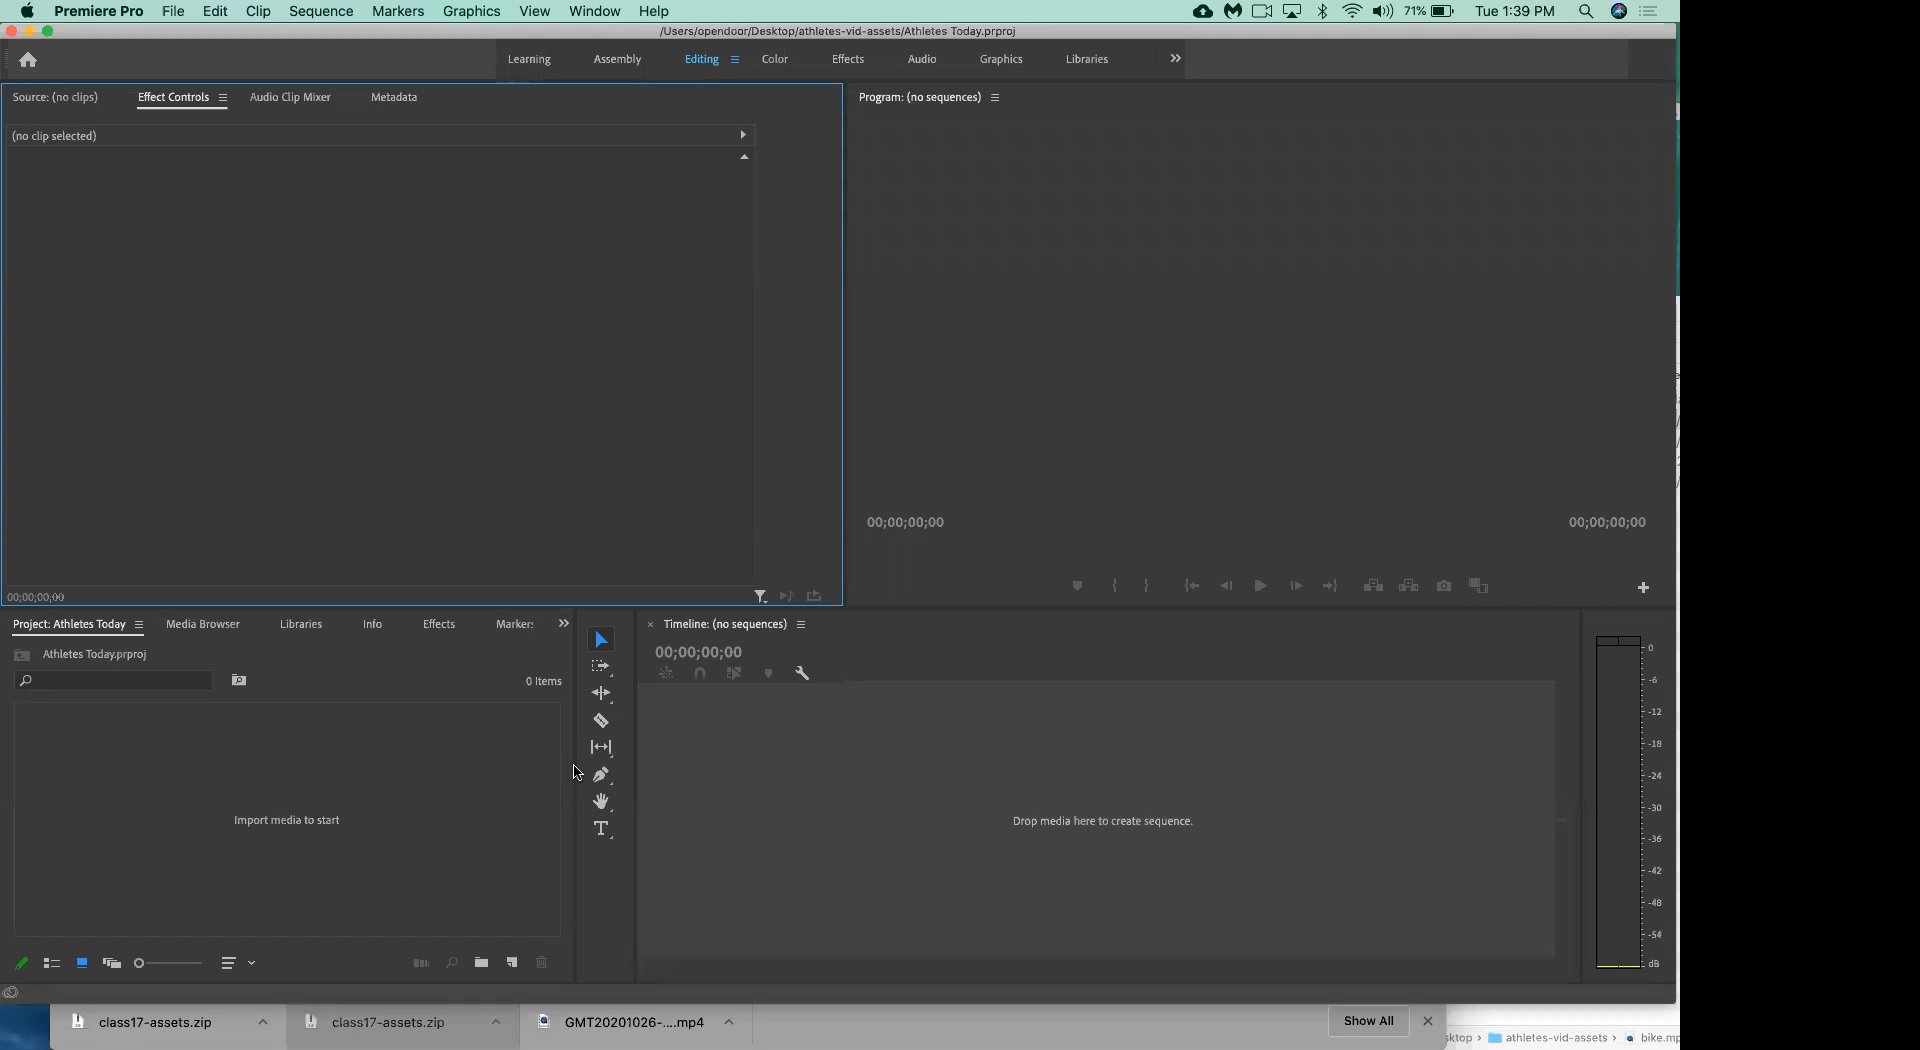 Premiere Pro File Edit Clip Sequence Markers Graphics View Window Help 71% Tue 1:39 PM
/Users/opendoor/Desktop/athletes-vid-assets/Athletes Today.prproj
Learning Assembly Editing Color Effects Audio Graphics Libraries
Source: (no clips) Effect Controls Audio Clip Mixer Metadata
Program: (no sequences)
(no clip selected)
00;00;00;00 00;00;00;00
00;00;00;00
Project: Athletes Today Media Browser Libraries Info Effects Markers
Timeline: (no sequences)
Athletes Today.prproj
00;00;00;00
0 Items
Import media to start
Drop media here to create sequence.
0
-6
-12
-18
-24
-30
-36
-42
-48
-54
dB
class17-assets.zip class17-assets.zip GMT20201026-....mp4 Show All
sktop › athletes-vid-assets › bike.mp